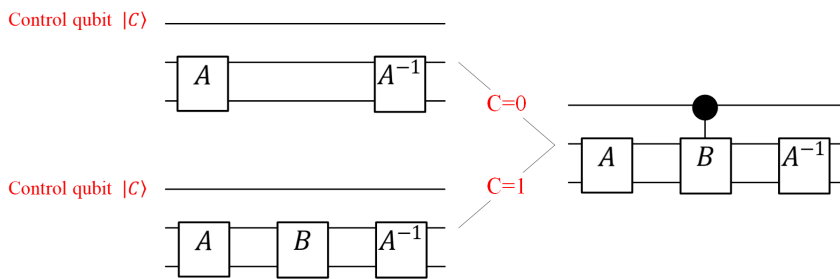 Control qubit |C⟩
A A⁻¹
C=0
A B A⁻¹
Control qubit |C⟩
C=1
A B A⁻¹